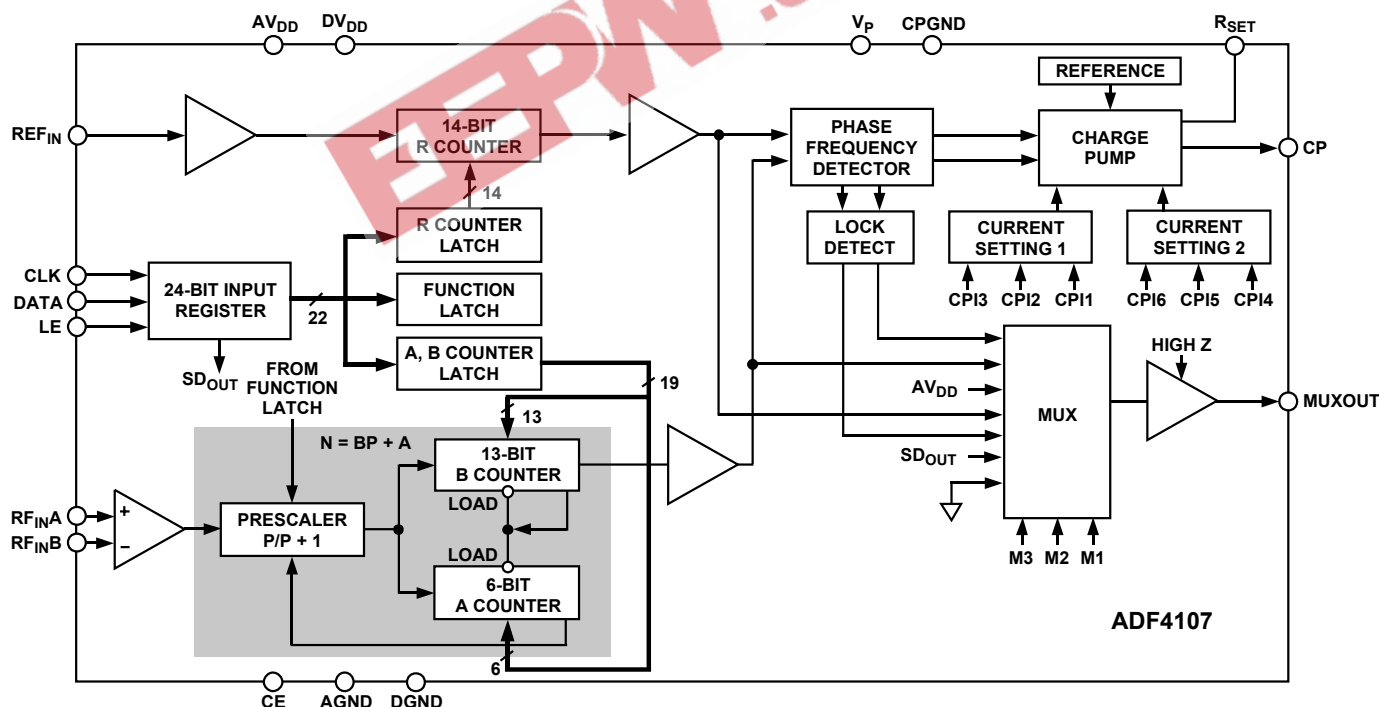 AVDD DVDD VP CPGND RSET
EEPW
REFIN
14-BIT
R COUNTER
14
R COUNTER
LATCH
REFERENCE
PHASE
FREQUENCY
DETECTOR
CHARGE
PUMP
CP
LOCK
DETECT
CURRENT
SETTING 1
CURRENT
SETTING 2
CPI3 CPI2 CPI1
CPI6 CPI5 CPI4
CLK
DATA
LE
24-BIT INPUT
REGISTER
22
SDOUT
FUNCTION
LATCH
A, B COUNTER
LATCH
19
13
FROM
FUNCTION
LATCH
N = BP + A
13-BIT
B COUNTER
LOAD
LOAD
6-BIT
A COUNTER
6
RFINA
RFINB
+
−
PRESCALER
P/P + 1
AVDD
SDOUT
MUX
HIGH Z
MUXOUT
M3 M2 M1
ADF4107
CE AGND DGND